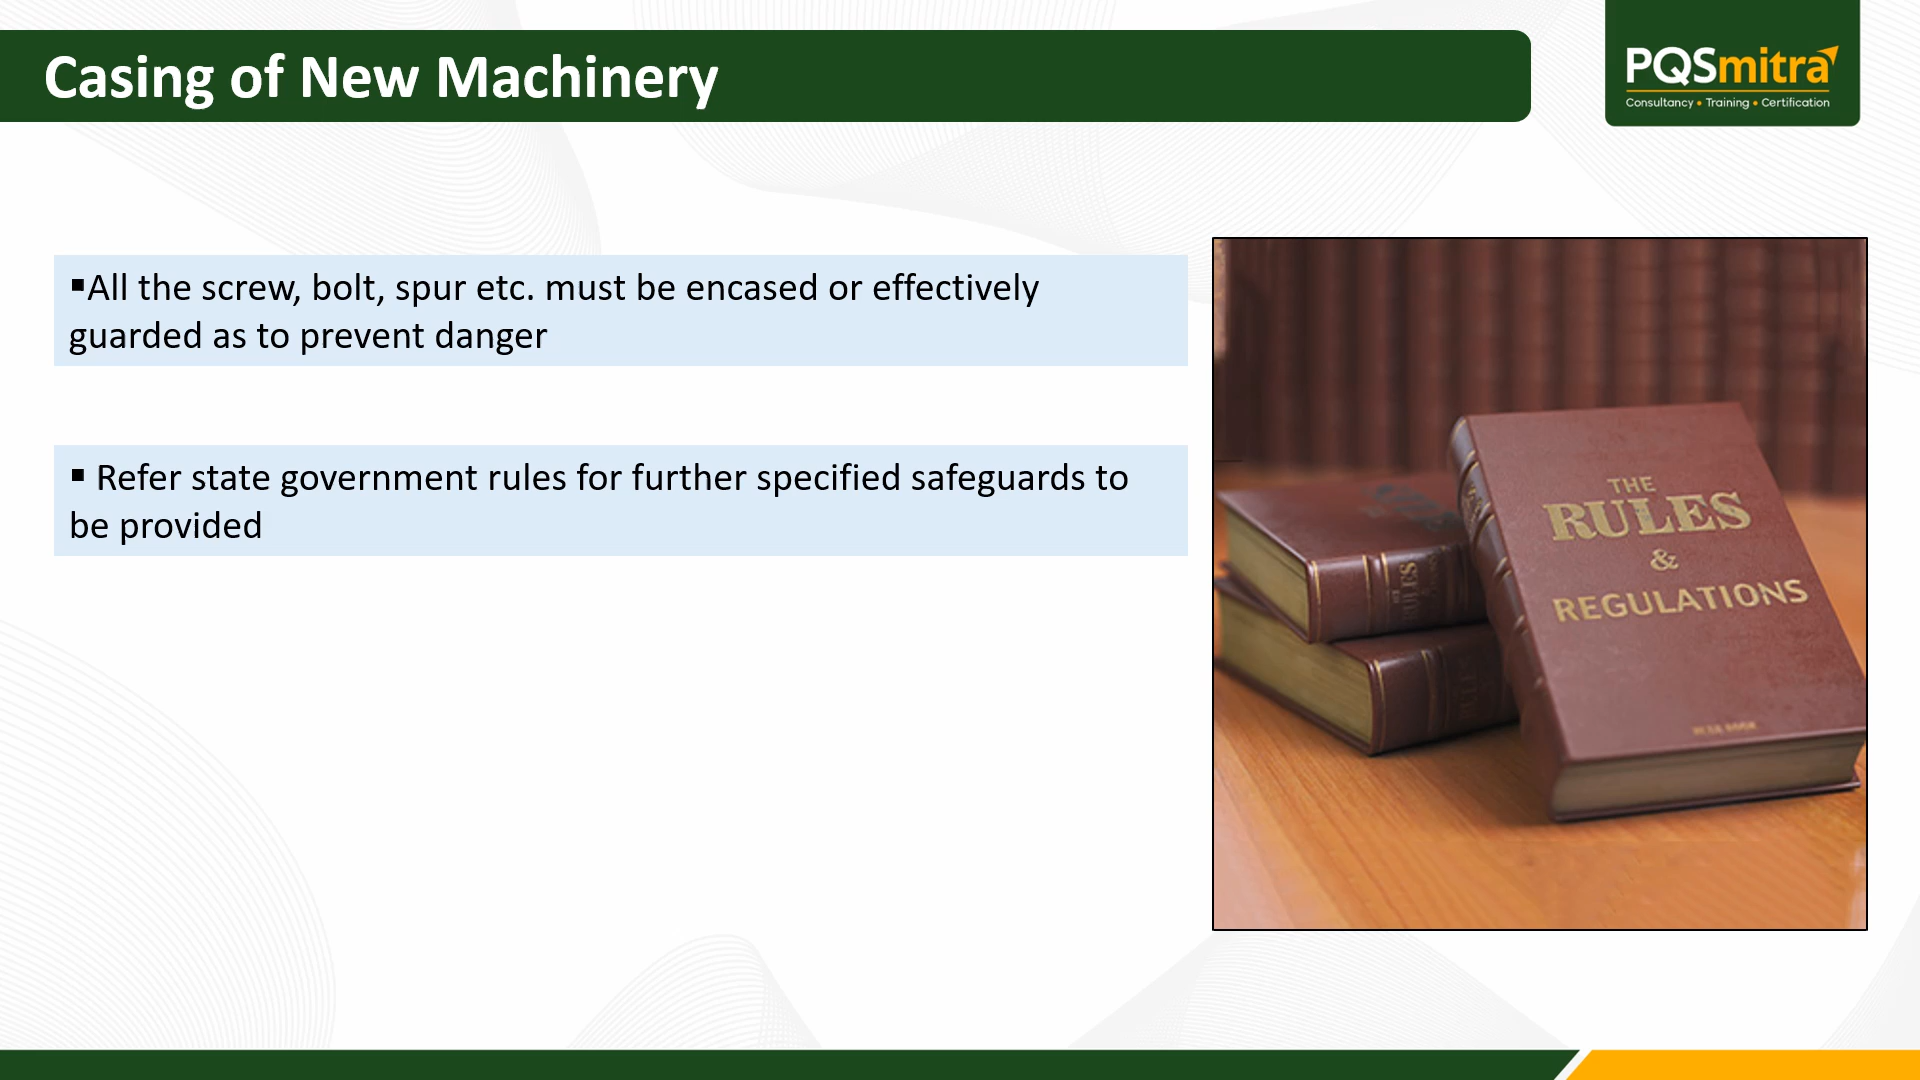 Casing of New Machinery
PQSmitra
Consultancy • Training • Certification
▪All the screw, bolt, spur etc. must be encased or effectively
guarded as to prevent danger
▪ Refer state government rules for further specified safeguards to
be provided
THE
RULES
&
REGULATIONS
RULES